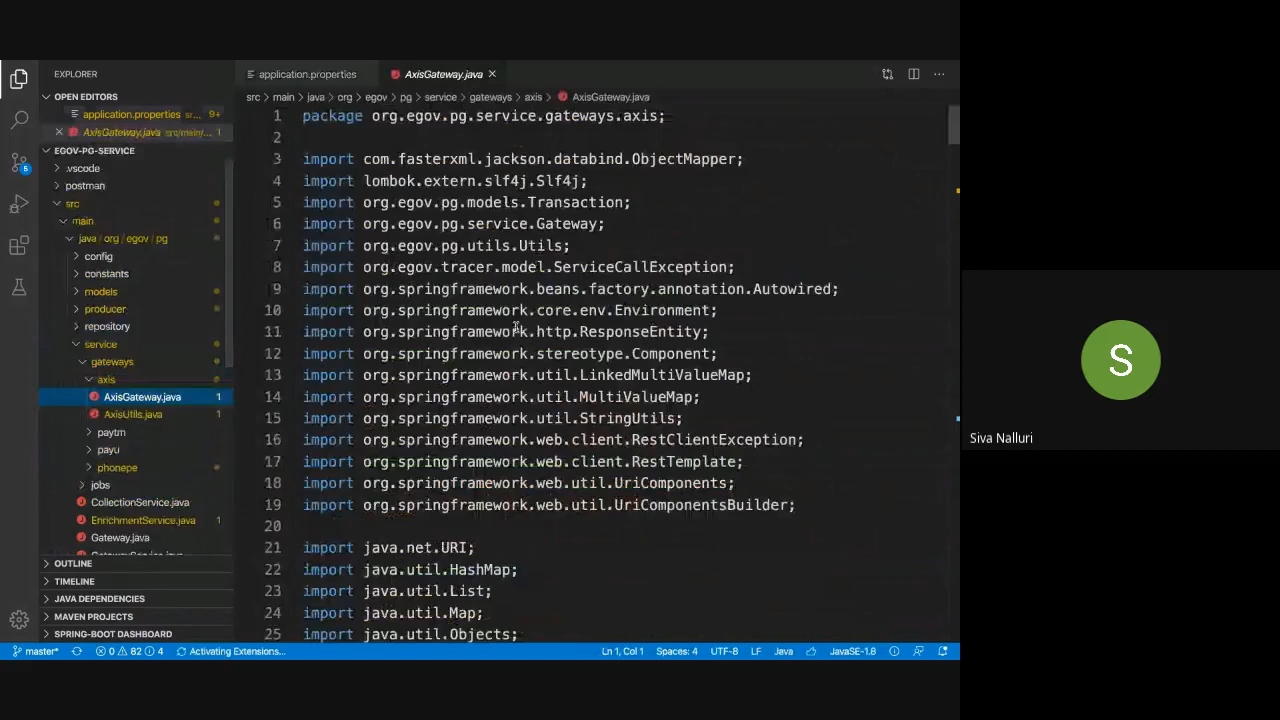 EXPLORER
OPEN EDITORS
application.properties sr... 9+
AxisGateway.java src/main/... 1
EGOV-PG-SERVICE
.vscode
postman
src
main
java / org / egov / pg
config
constants
models
producer
repository
service
gateways
axis
AxisGateway.java 1
AxisUtils.java 1
paytm
payu
phonepe
jobs
CollectionService.java
EnrichmentService.java 1
Gateway.java
GatewayService.java
OUTLINE
TIMELINE
JAVA DEPENDENCIES
MAVEN PROJECTS
SPRING-BOOT DASHBOARD
5
application.properties
AxisGateway.java
src > main > java > org > egov > pg > service > gateways > axis > AxisGateway.java
1 package org.egov.pg.service.gateways.axis;
2
3 import com.fasterxml.jackson.databind.ObjectMapper;
4 import lombok.extern.slf4j.Slf4j;
5 import org.egov.pg.models.Transaction;
6 import org.egov.pg.service.Gateway;
7 import org.egov.pg.utils.Utils;
8 import org.egov.tracer.model.ServiceCallException;
9 import org.springframework.beans.factory.annotation.Autowired;
10 import org.springframework.core.env.Environment;
11 import org.springframework.http.ResponseEntity;
12 import org.springframework.stereotype.Component;
13 import org.springframework.util.LinkedMultiValueMap;
14 import org.springframework.util.MultiValueMap;
15 import org.springframework.util.StringUtils;
16 import org.springframework.web.client.RestClientException;
17 import org.springframework.web.client.RestTemplate;
18 import org.springframework.web.util.UriComponents;
19 import org.springframework.web.util.UriComponentsBuilder;
20
21 import java.net.URI;
22 import java.util.HashMap;
23 import java.util.List;
24 import java.util.Map;
25 import java.util.Objects;
master* 0 82 4 Activating Extensions... Ln 1, Col 1 Spaces: 4 UTF-8 LF Java JavaSE-1.8
S
Siva Nalluri